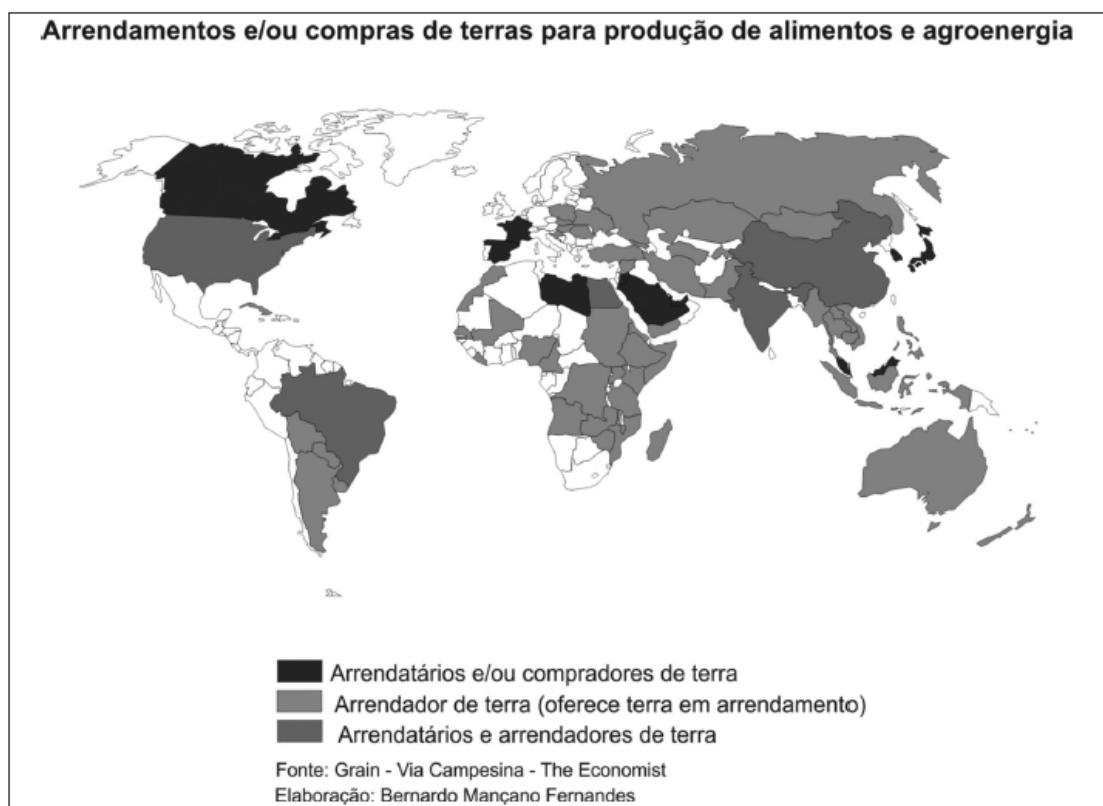 Arrendamentos e/ou compras de terras para produção de alimentos e agroenergia
Arrendatários e/ou compradores de terra
Arrendador de terra (oferece terra em arrendamento)
Arrendatários e arrendadores de terra
Fonte: Grain - Via Campesina - The Economist
Elaboração: Bernardo Mançano Fernandes